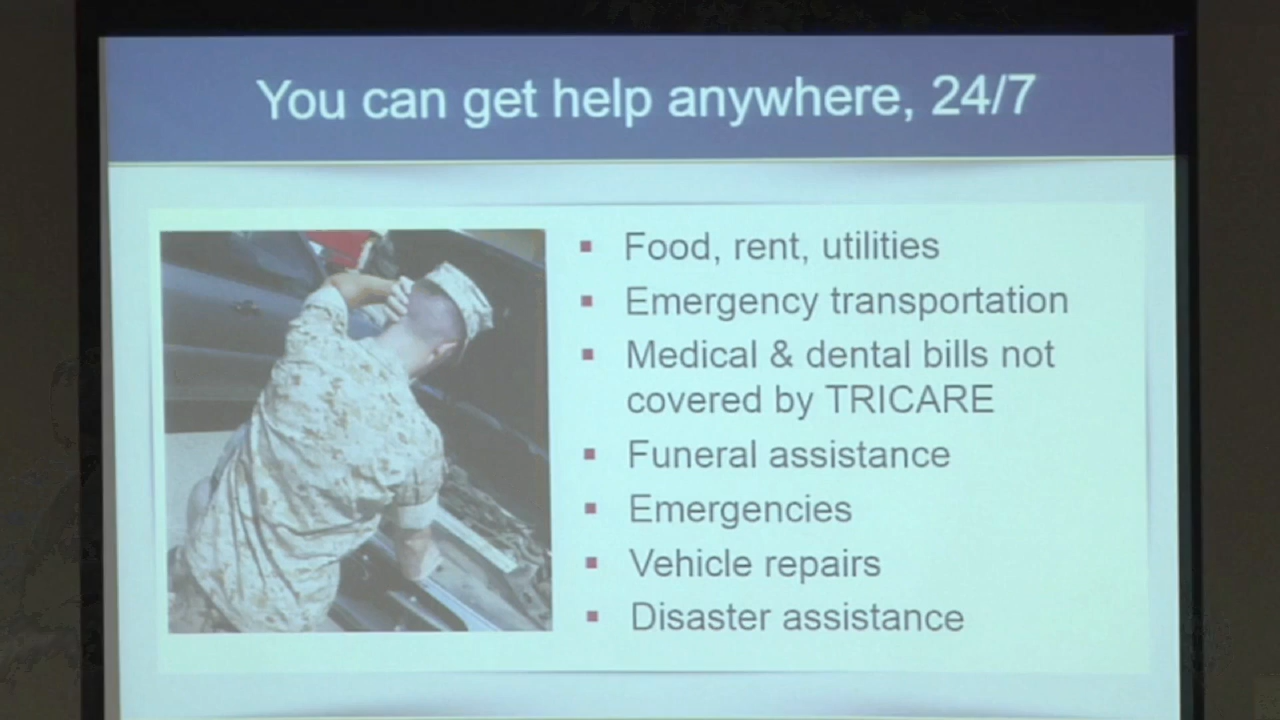 You can get help anywhere, 24/7
▪ Food, rent, utilities
▪ Emergency transportation
▪ Medical & dental bills not
covered by TRICARE
▪ Funeral assistance
▪ Emergencies
▪ Vehicle repairs
▪ Disaster assistance